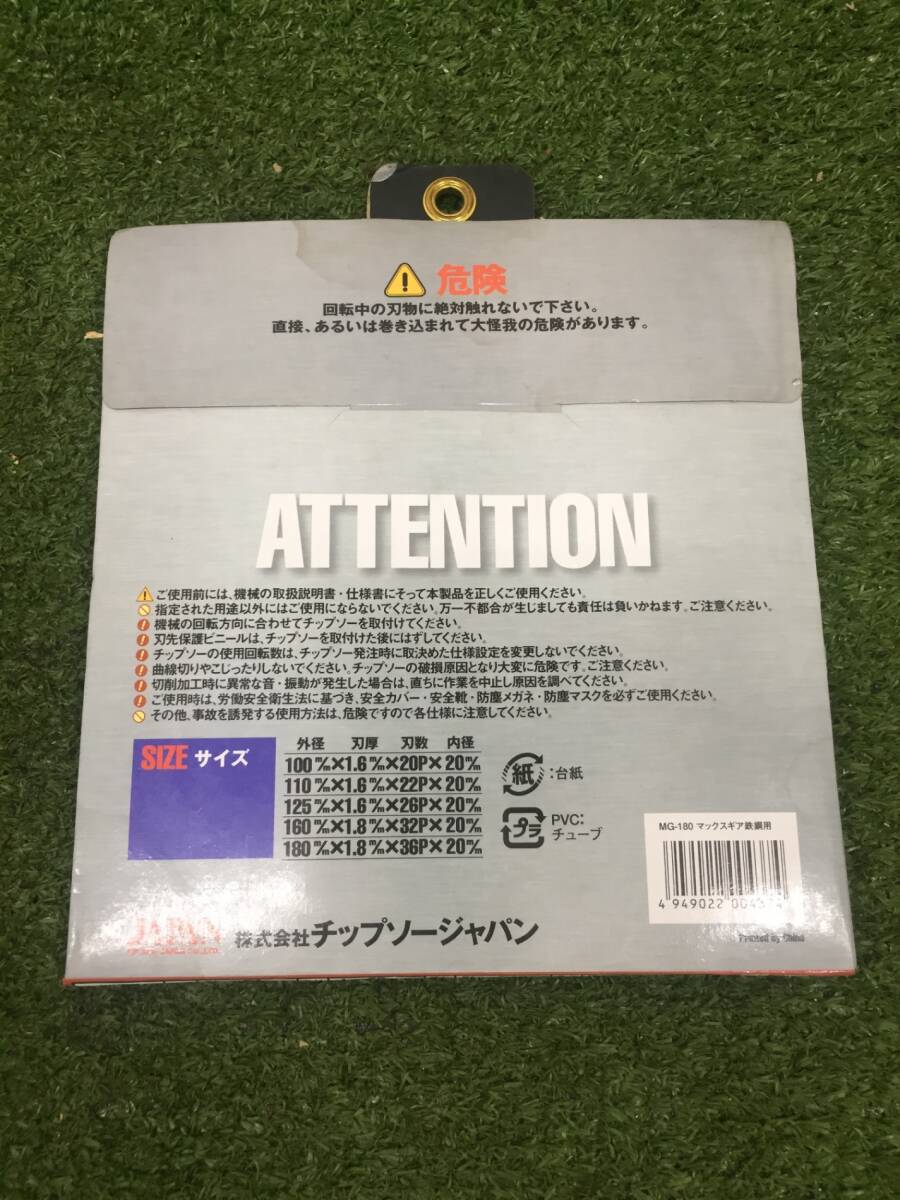 危険
回転中の刃物に絶対触れないで下さい。
直接、あるいは巻き込まれて大怪我の危険があります。
ATTENTION
ご使用前には、機械の取扱説明書・仕様書にそって本製品を正しくご使用ください。
指定された用途以外にはご使用にならないでください。万一不都合が生じましても責任は負いかねます。ご注意ください。
機械の回転方向に合わせてチップソーを取付けてください。
刃先保護ビニールは、チップソーを取付けた後にはずしてください。
チップソーの使用回転数は、チップソー発注時に取決めた仕様設定を変更しないでください。
曲線切りやこじったりしないでください。チップソーの破損原因となり大変に危険です。ご注意ください。
切削加工時に異常な音・振動が発生した場合は、直ちに作業を中止し原因を調べてください。
ご使用時は、労働安全衛生法に基づき、安全カバー・安全靴・防塵メガネ・防塵マスクを必ずご使用ください。
その他、事故を誘発する使用方法は、危険ですので各仕様に注意してください。
SIZE サイズ
外径 刃厚 刃数 内径
100m/m×1.6m/m×20P×20m/m
110m/m×1.6m/m×22P×20m/m
125m/m×1.6m/m×26P×20m/m
160m/m×1.8m/m×32P×20m/m
180m/m×1.8m/m×36P×20m/m
紙 :台紙
プラ PVC:
チューブ
MG-180 マックスギア鉄鋼用
4 949022
JAPAN
株式会社チップソージャパン
Printed by China